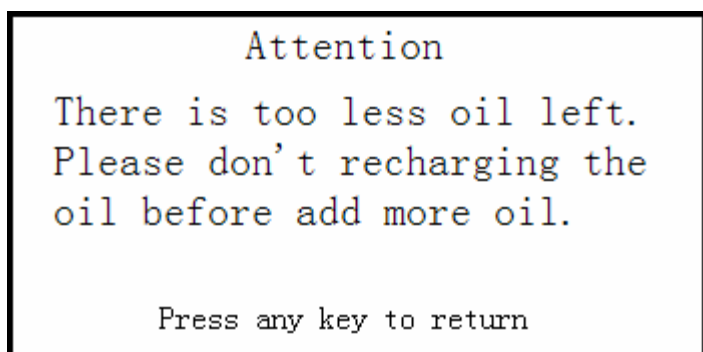 Attention
There is too less oil left.
Please don't recharging the
oil before add more oil.
Press any key to return